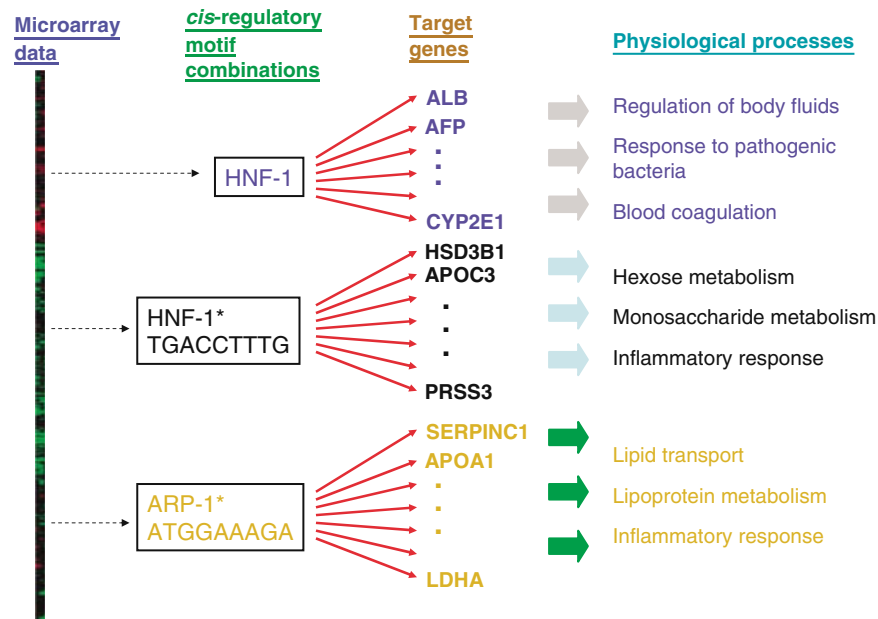 Microarray
data
cis-regulatory
motif
combinations
Target
genes
Physiological processes
HNF-1
ALB
AFP
CYP2E1
Regulation of body fluids
Response to pathogenic
bacteria
Blood coagulation
HNF-1*
TGACCTTTG
HSD3B1
APOC3
PRSS3
Hexose metabolism
Monosaccharide metabolism
Inflammatory response
ARP-1*
ATGGAAAGA
SERPINC1
APOA1
LDHA
Lipid transport
Lipoprotein metabolism
Inflammatory response